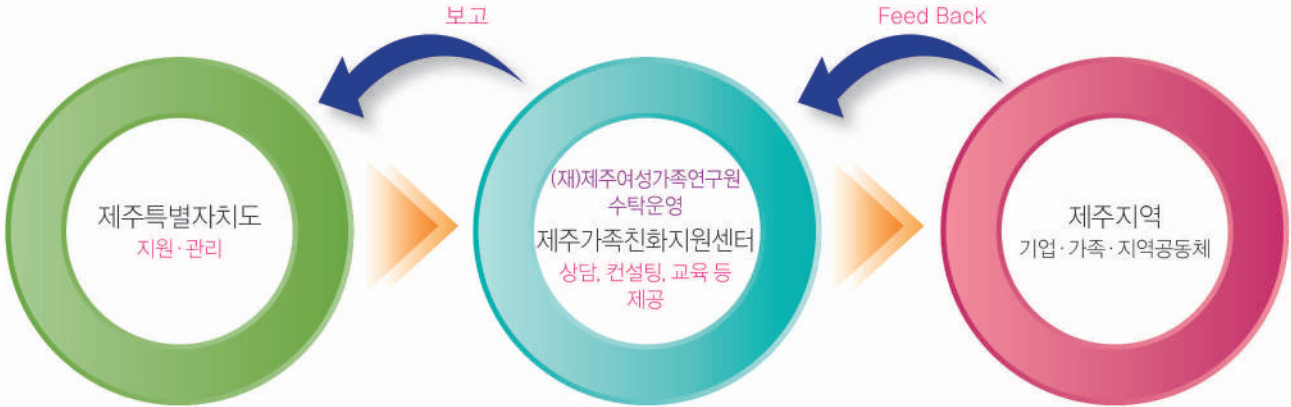 보고
Feed Back
제주특별자치도
지원·관리
(재)제주여성가족연구원
수탁운영
제주가족친화지원센터
상담, 컨설팅, 교육 등
제공
제주지역
기업·가족·지역공동체